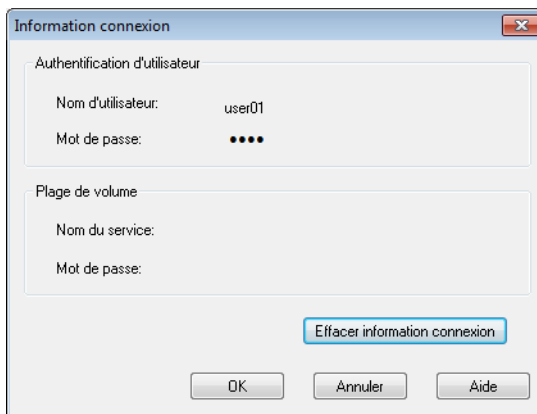 Information connexion
Authentification d'utilisateur
Nom d'utilisateur: user01
Mot de passe: ••••
Plage de volume
Nom du service:
Mot de passe:
Effacer information connexion
OK Annuler Aide